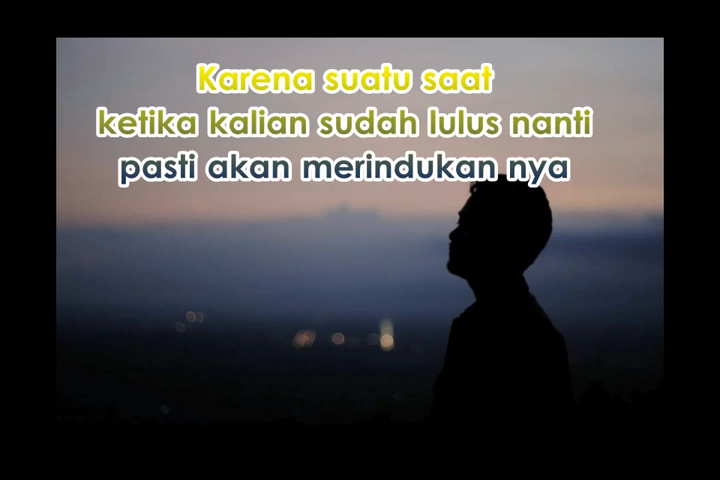 Karena suatu saat
ketika kalian sudah lulus nanti
pasti akan merindukan nya